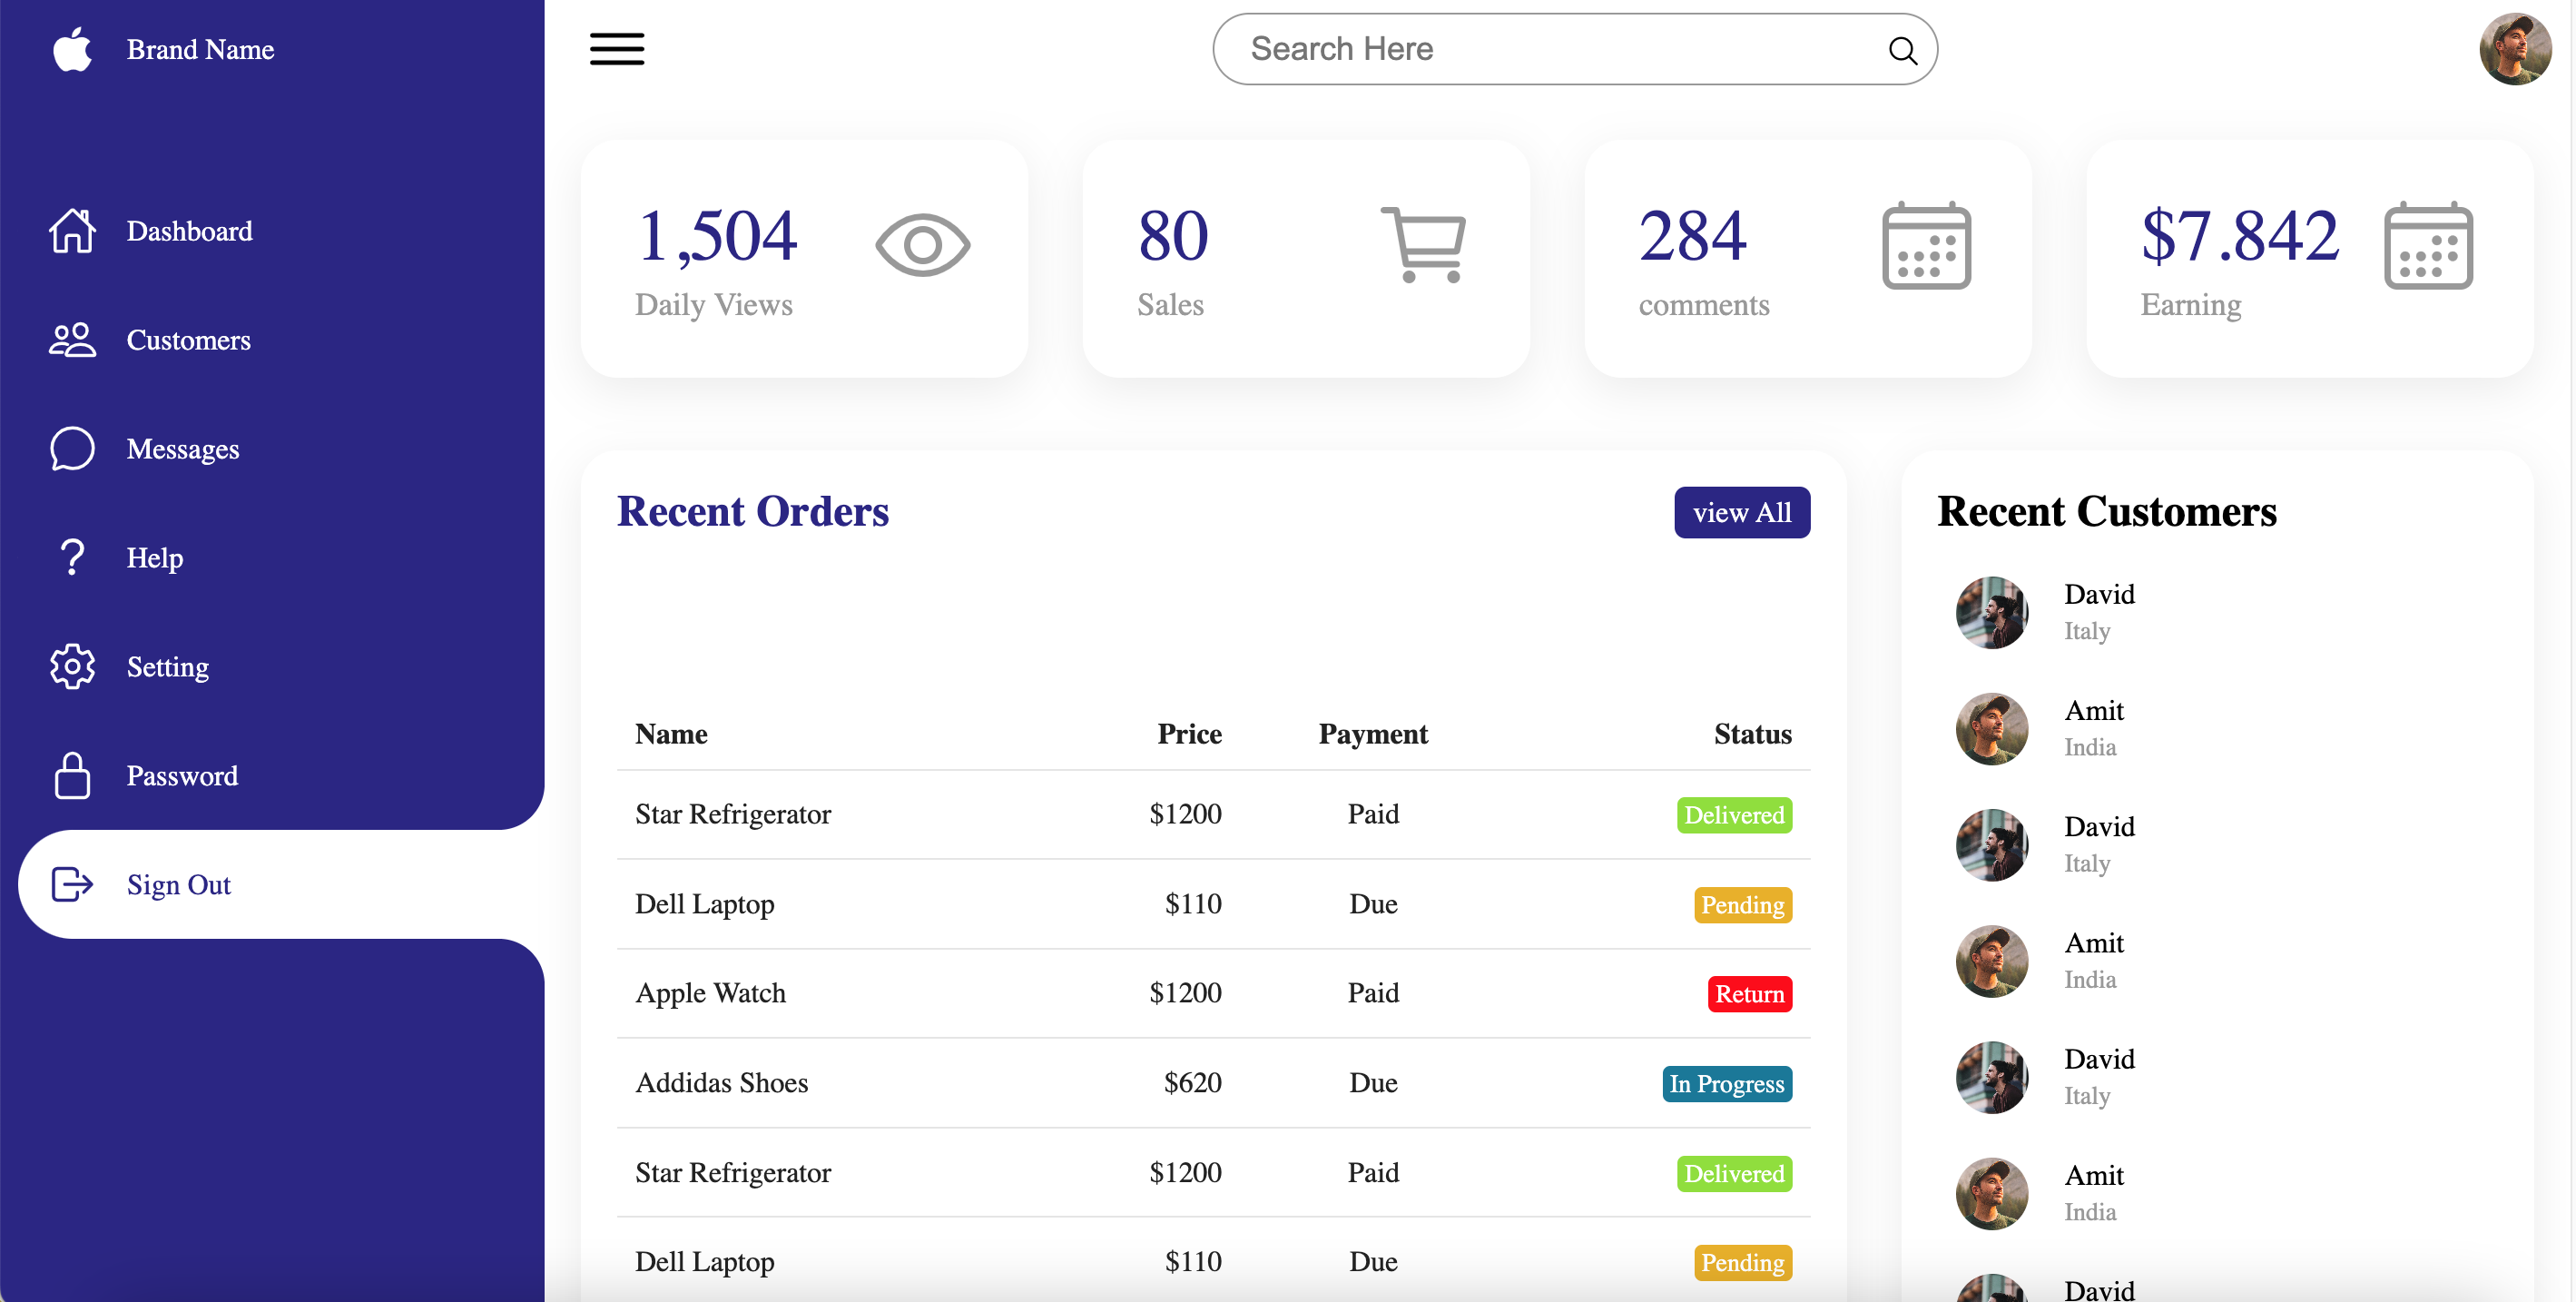 Brand Name
Dashboard
Customers
Messages
Help
Setting
Password
Sign Out
Search Here
1,504
Daily Views
80
Sales
284
comments
$7.842
Earning
Recent Orders
view All
Name Price Payment Status
Star Refrigerator $1200 Paid Delivered
Dell Laptop $110 Due Pending
Apple Watch $1200 Paid Return
Addidas Shoes $620 Due In Progress
Star Refrigerator $1200 Paid Delivered
Dell Laptop $110 Due Pending
Recent Customers
David
Italy
Amit
India
David
Italy
Amit
India
David
Italy
Amit
India
David